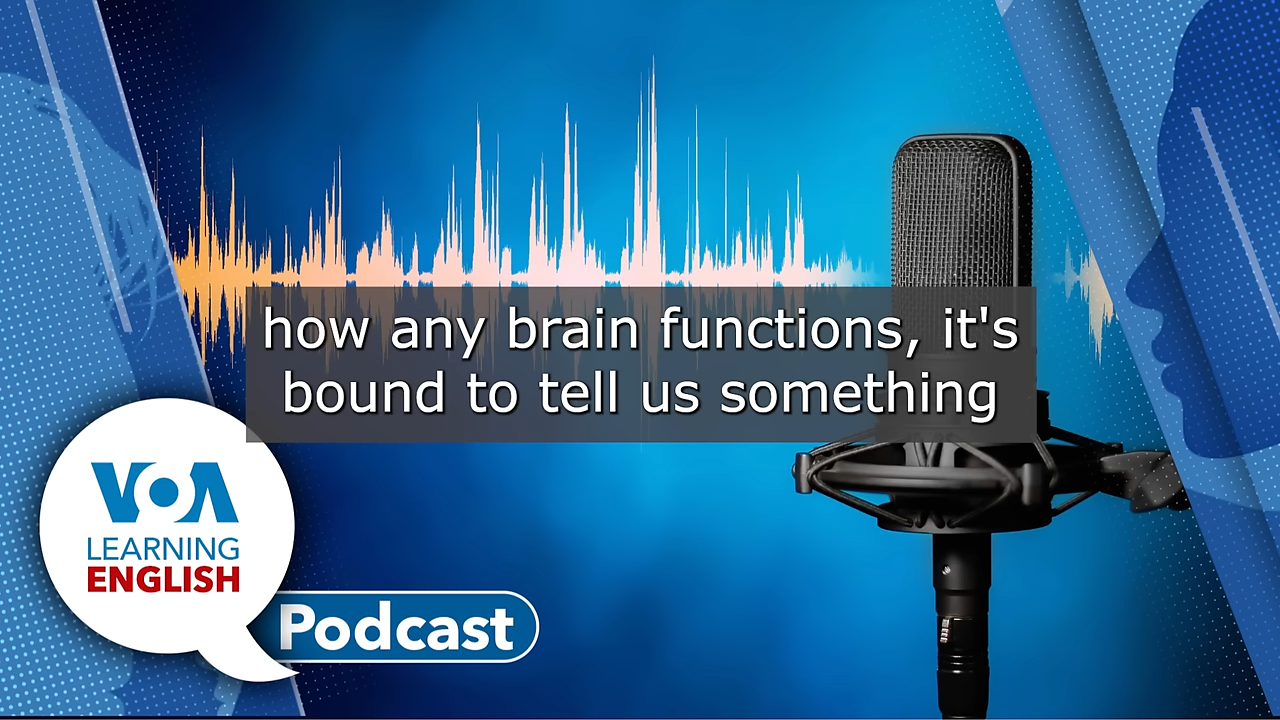 how any brain functions, it's
bound to tell us something
VOA
LEARNING
ENGLISH
Podcast